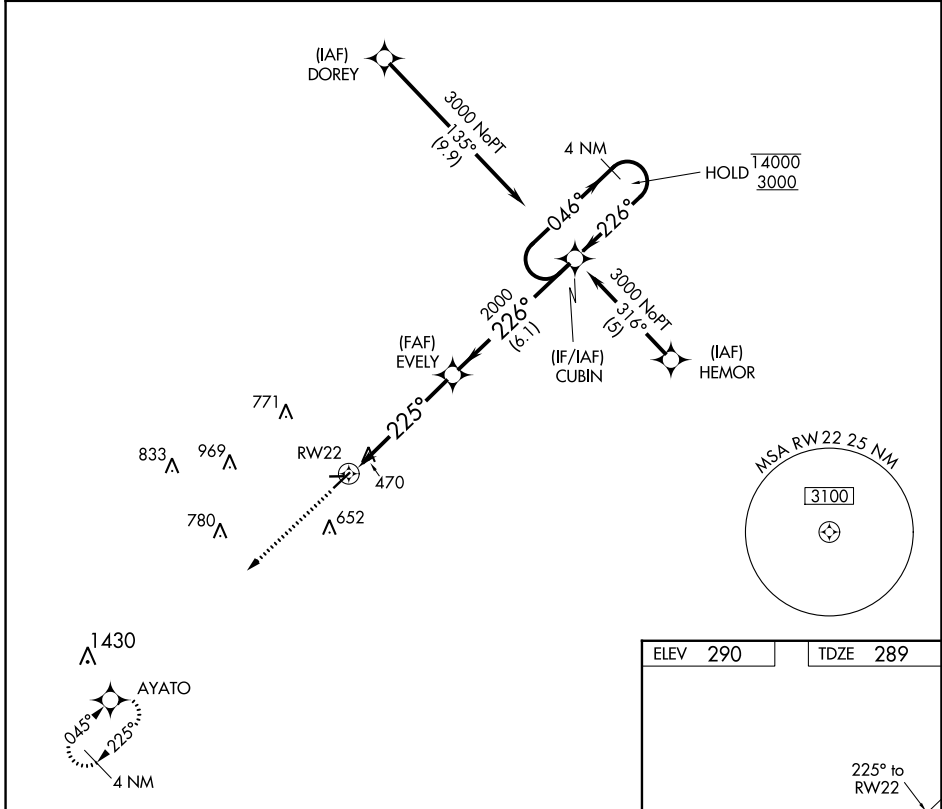 (IAF)
DOREY
3000 NoPT
135°
(9.9)
4 NM
HOLD 14000
3000
046°
226°
3000 NoPT
316°
(5)
2000
226°
(6.1)
(FAF)
EVELY
(IF/IAF)
CUBIN
(IAF)
HEMOR
225°
771
833
969
RW22
470
780
652
MSA RW22 25 NM
3100
1430
AYATO
045°
225°
4 NM
ELEV 290
TDZE 289
225° to
RW22